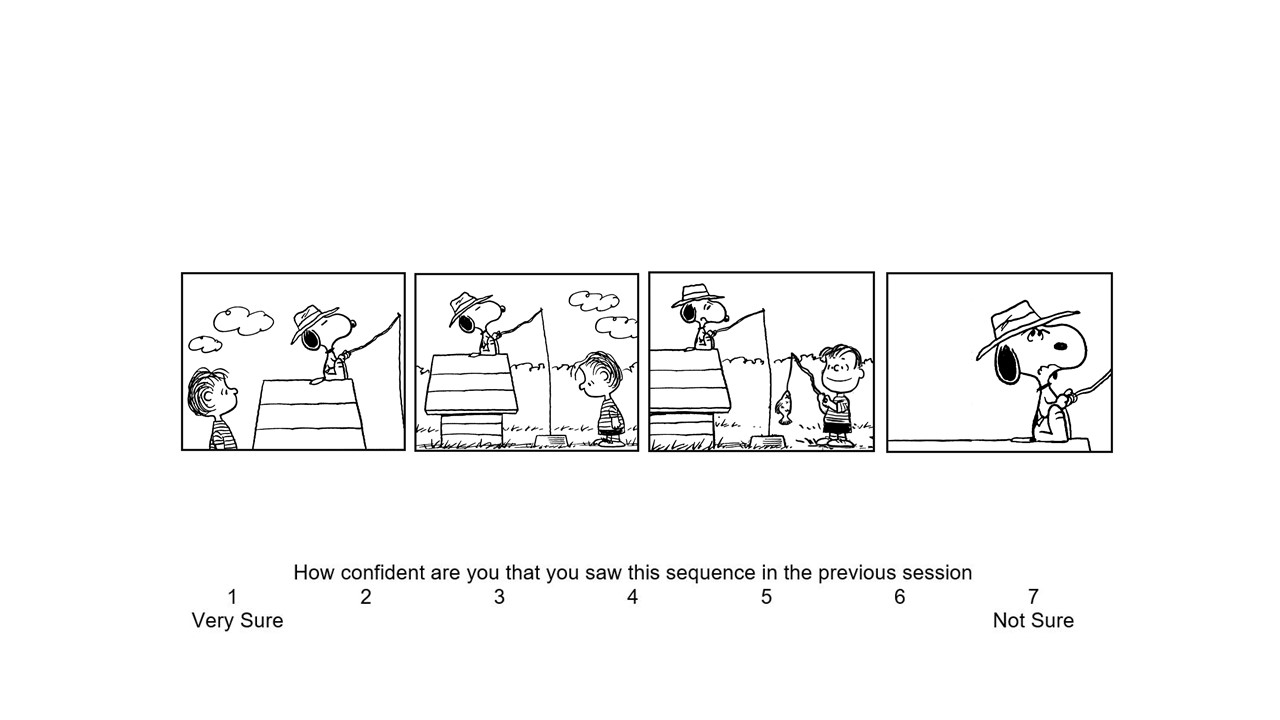 How confident are you that you saw this sequence in the previous session
1 2 3 4 5 6 7
Very Sure Not Sure